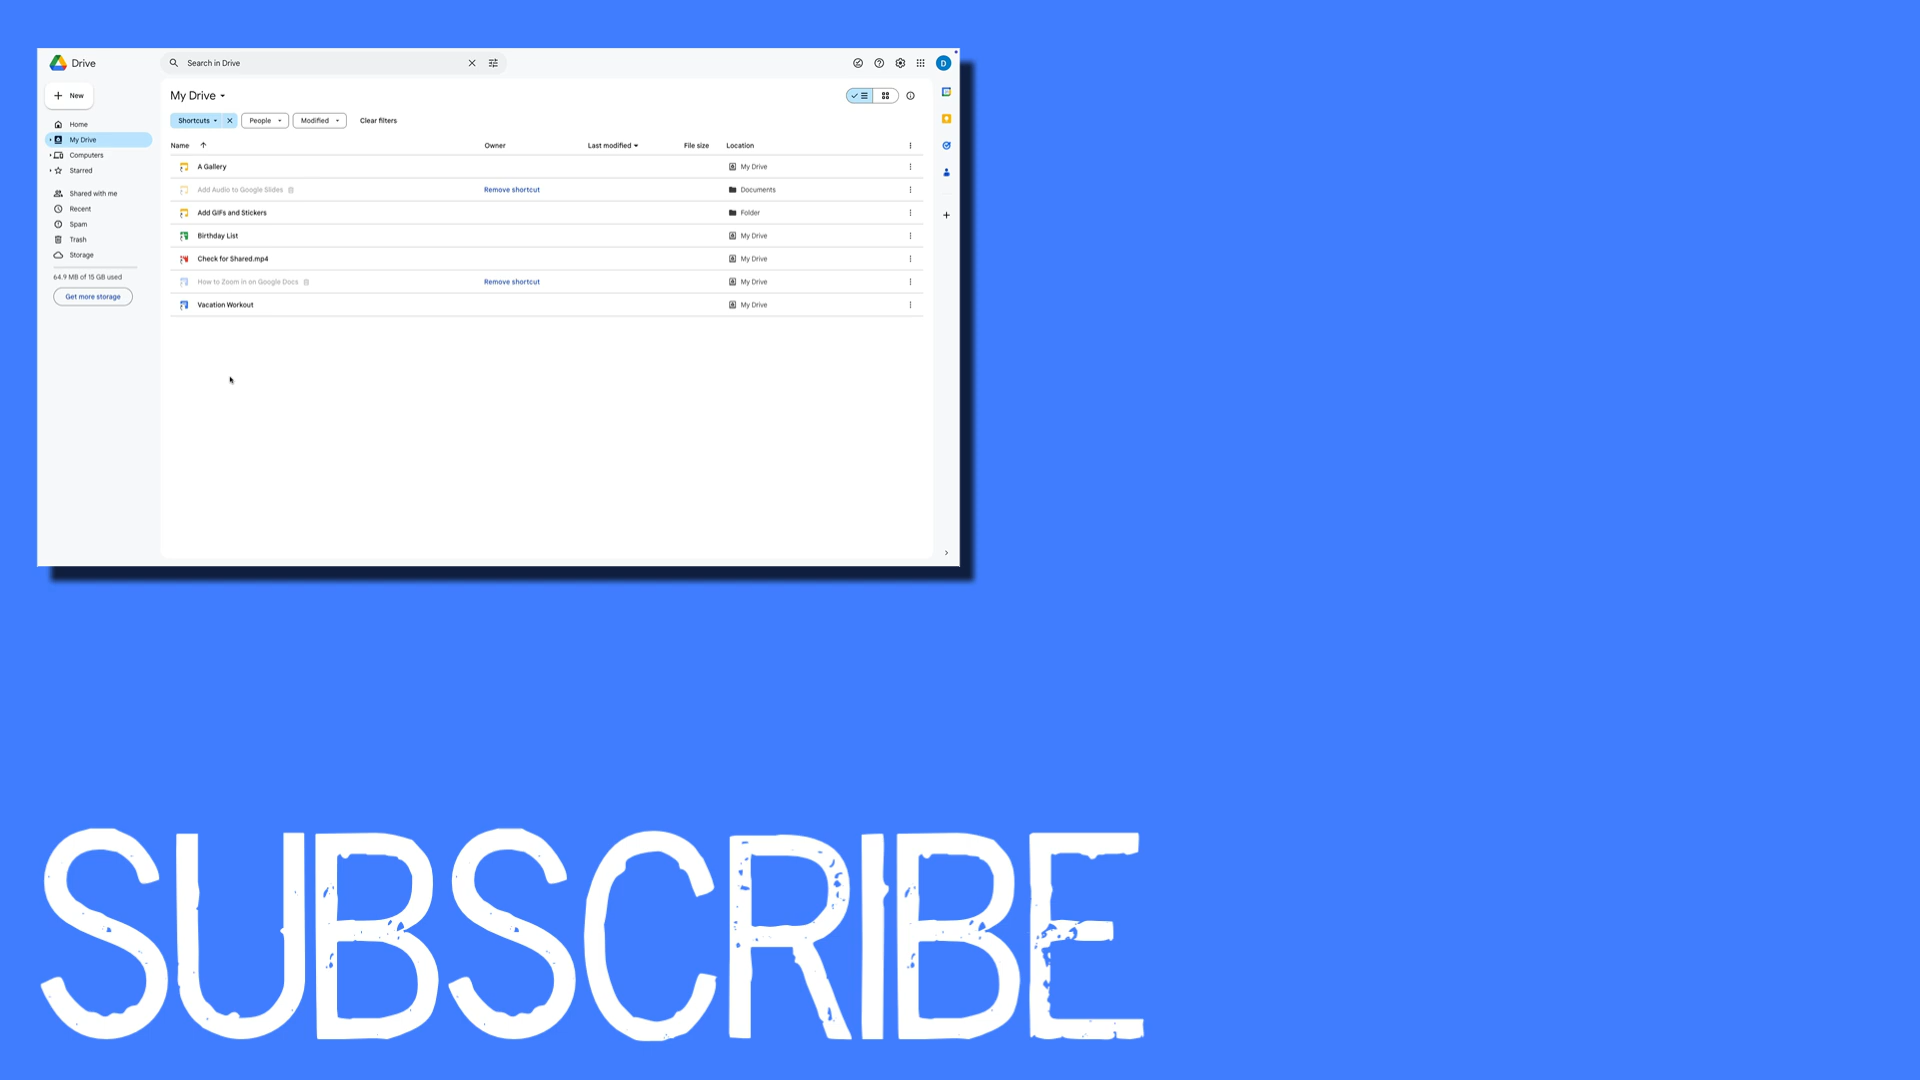 Drive
Search in Drive
D
New
My Drive
Shortcuts People Modified Clear filters
Home
My Drive
Computers
Starred
Shared with me
Recent
Spam
Trash
Storage
64.9 MB of 15 GB used
Get more storage
Name Owner Last modified File size Location
A Gallery My Drive
Add Audio to Google Slides Remove shortcut Documents
Add GIFs and Stickers Folder
Birthday List My Drive
Check for Shared.mp4 My Drive
How to Zoom in on Google Docs Remove shortcut My Drive
Vacation Workout My Drive
SUBSCRIBE